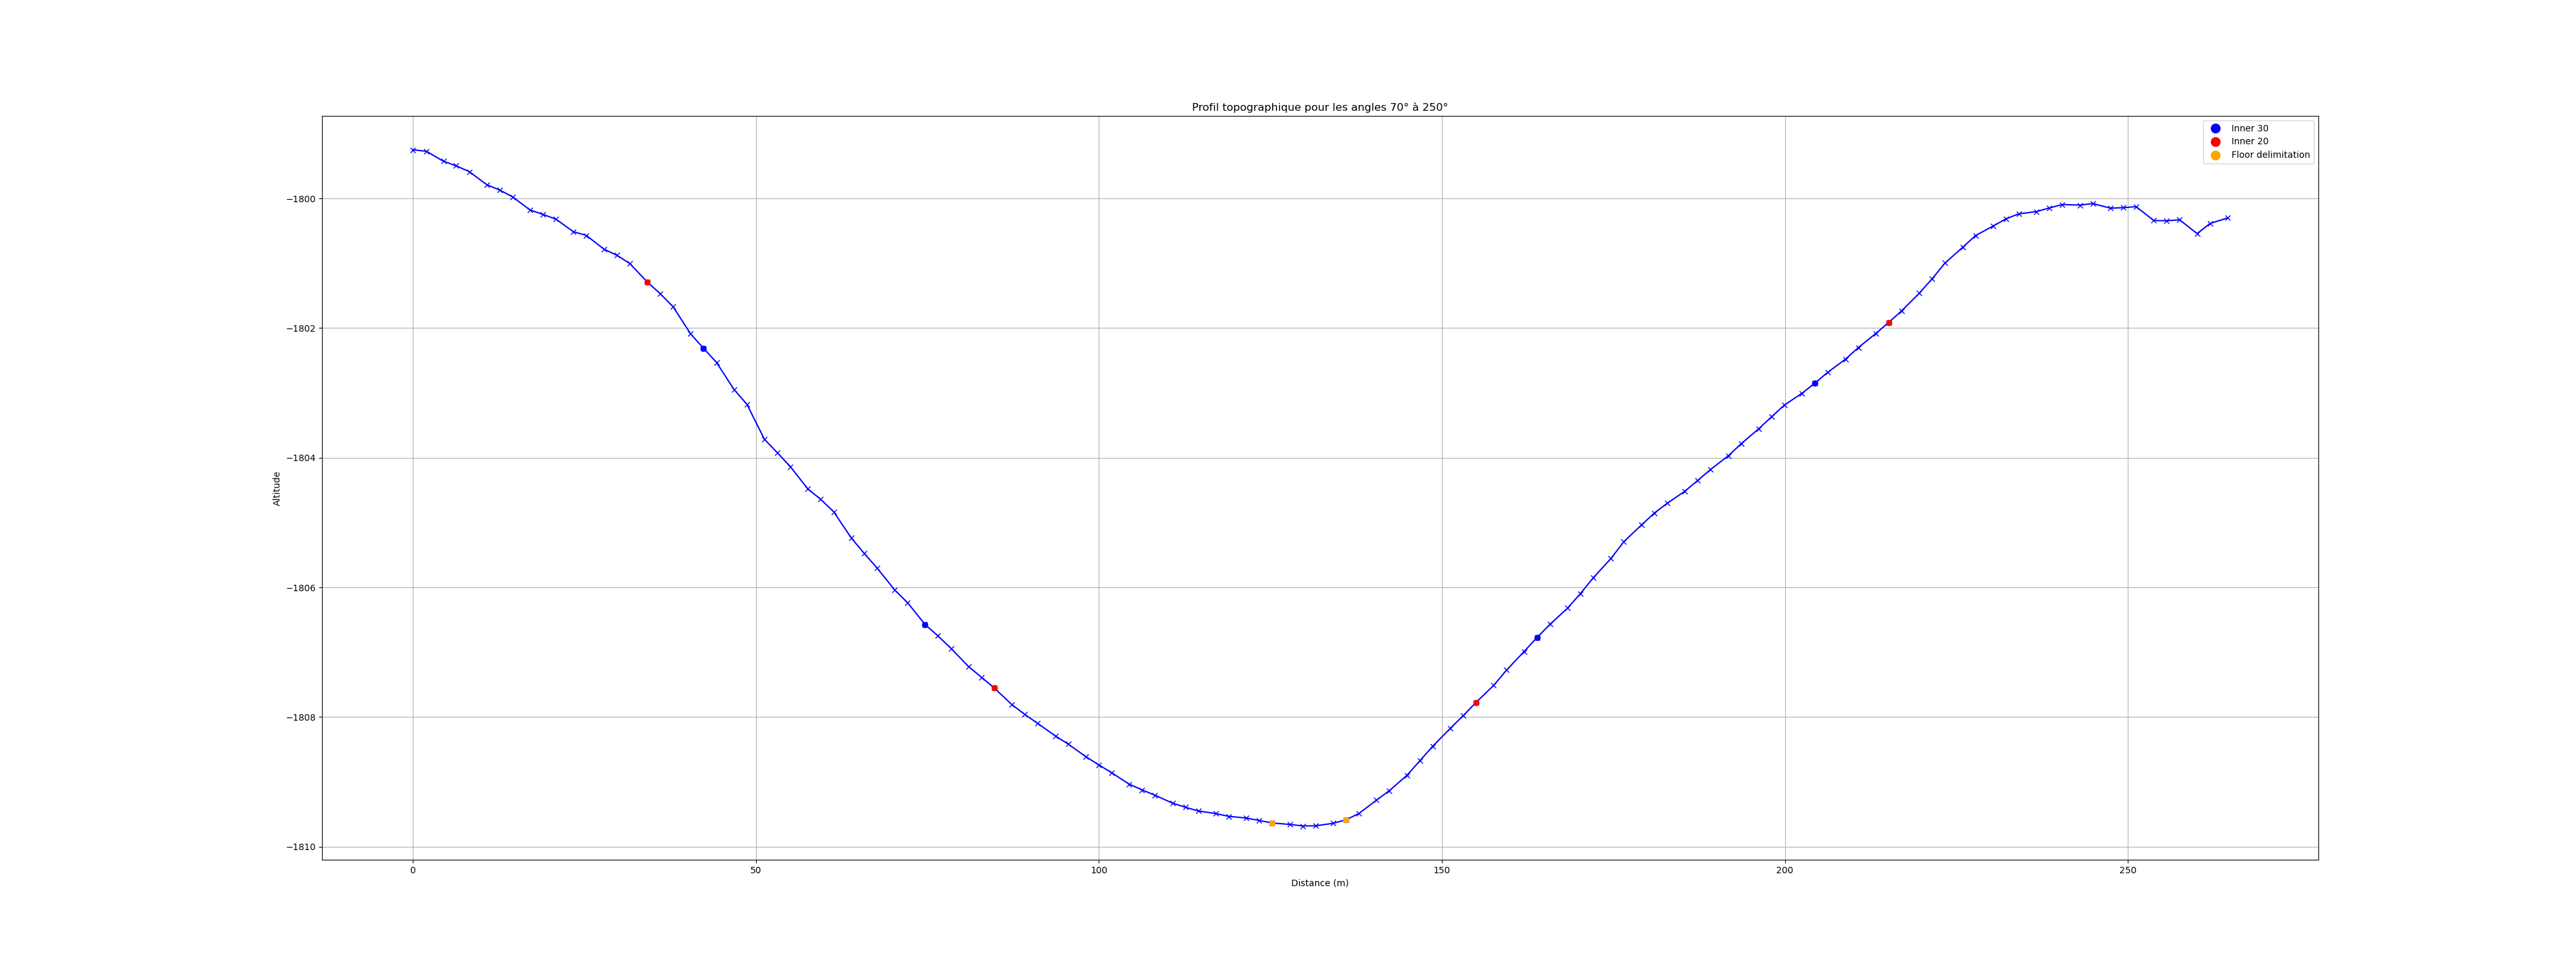 Profil topographique pour les angles 70° à 250°
Inner 30
Inner 20
Floor delimitation
Altitude
−1800
−1802
−1804
−1806
−1808
−1810
0 50 100 150 200 250
Distance (m)